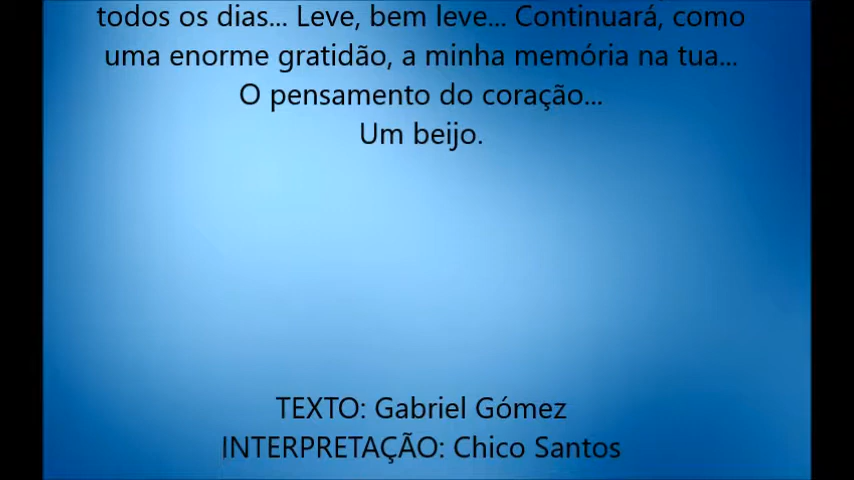 todos os dias... Leve, bem leve... Continuará, como
uma enorme gratidão, a minha memória na tua...
O pensamento do coração...
Um beijo.
TEXTO: Gabriel Gómez
INTERPRETAÇÃO: Chico Santos